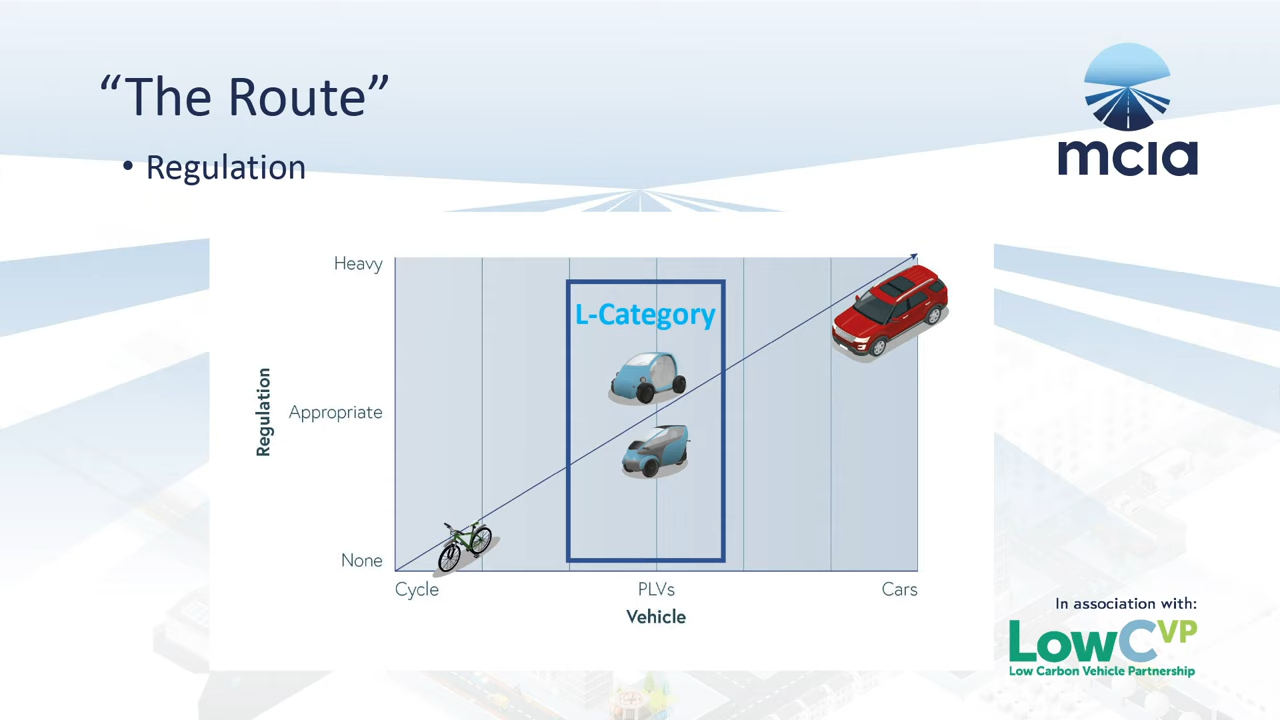 “The Route”
• Regulation
mcia
Heavy
L-Category
Regulation
Appropriate
None
Cycle
PLVs
Cars
Vehicle
In association with:
LowCVP
Low Carbon Vehicle Partnership